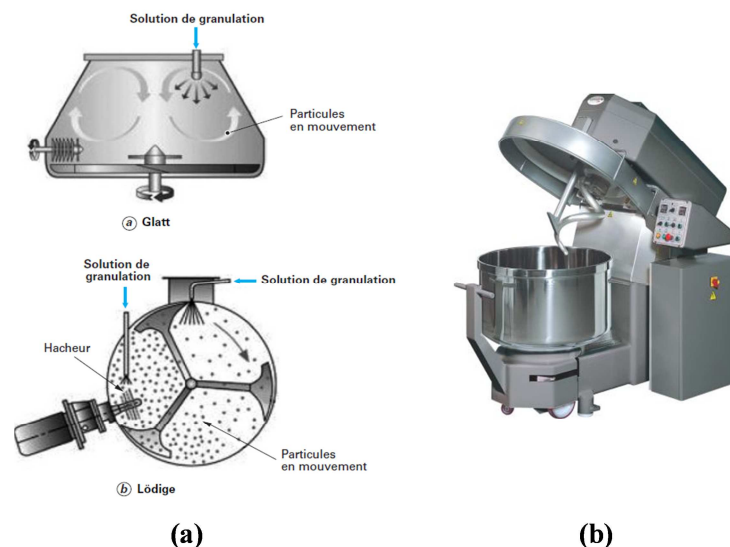 Solution de granulation
Particules
en mouvement
a Glatt
Solution de
granulation
Solution de granulation
Hacheur
Particules
en mouvement
b Lödige
(a)
(b)